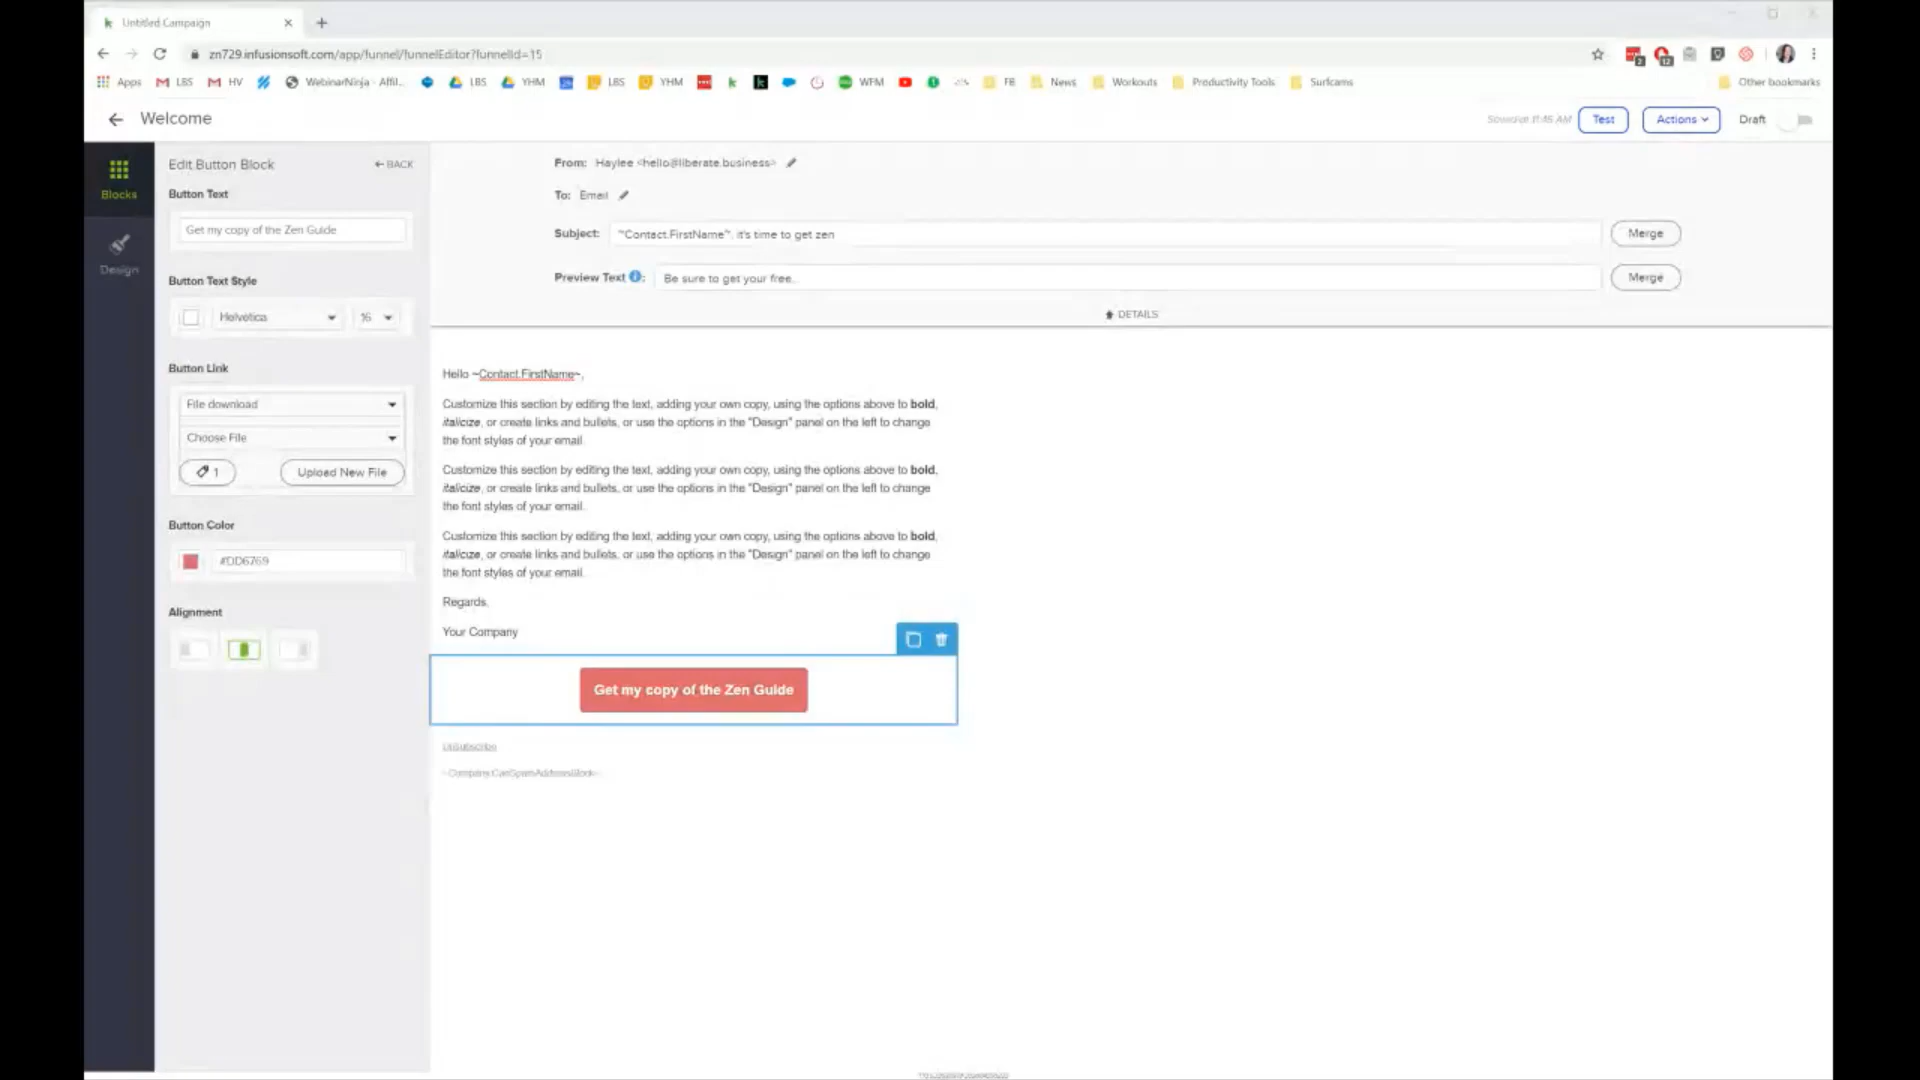 Untitled Campaign
zn729.infusionsoft.com/app/funnel/funnelEditor?funnelId=15
Apps LBS HV WebinarNinja - Affil... LBS YHM LBS YHM WFM FB News Workouts Productivity Tools Surfcams Other bookmarks
Welcome
Saved at 11:45 AM Test Actions Draft
Blocks
Design
Edit Button Block BACK
Button Text
Get my copy of the Zen Guide
Button Text Style
Helvetica 16
Button Link
File download
Choose File
1 Upload New File
Button Color
#DD6769
Alignment
From: Haylee <hello@liberate.business>
To: Email
Subject: ~Contact.FirstName~, it's time to get zen Merge
Preview Text : Be sure to get your free. Merge
DETAILS
Hello ~Contact.FirstName~,
Customize this section by editing the text, adding your own copy, using the options above to bold,
italicize, or create links and bullets, or use the options in the "Design" panel on the left to change
the font styles of your email.
Customize this section by editing the text, adding your own copy, using the options above to bold,
italicize, or create links and bullets, or use the options in the "Design" panel on the left to change
the font styles of your email.
Customize this section by editing the text, adding your own copy, using the options above to bold,
italicize, or create links and bullets, or use the options in the "Design" panel on the left to change
the font styles of your email.
Regards,
Your Company
Get my copy of the Zen Guide
Unsubscribe
~Company.CanSpamAddressBlock~